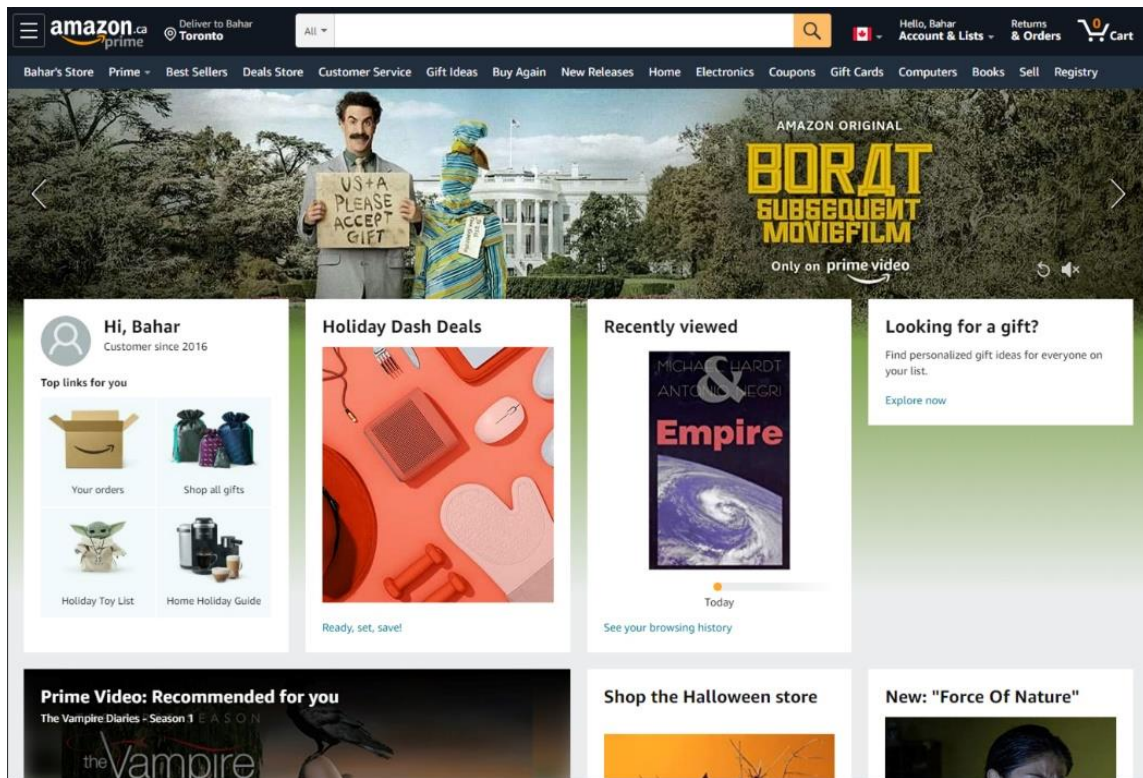 amazon.ca
prime
Deliver to Bahar
Toronto
All
Hello, Bahar
Account & Lists
Returns
& Orders
0
Cart
Bahar's Store Prime Best Sellers Deals Store Customer Service Gift Ideas Buy Again New Releases Home Electronics Coupons Gift Cards Computers Books Sell Registry
US+A
PLEASE
ACCEPT
GIFT
AMAZON ORIGINAL
BORAT
SUBSEQUENT
MOVIEFILM
Only on prime video
Hi, Bahar
Customer since 2016
Top links for you
Your orders
Shop all gifts
Holiday Toy List
Home Holiday Guide
Holiday Dash Deals
Ready, set, save!
Recently viewed
MICHAEL HARDT
&
ANTONIO NEGRI
Empire
Today
See your browsing history
Looking for a gift?
Find personalized gift ideas for everyone on
your list.
Explore now
Prime Video: Recommended for you
The Vampire Diaries - Season 1
SEASON
the Vampire
Shop the Halloween store
New: "Force Of Nature"